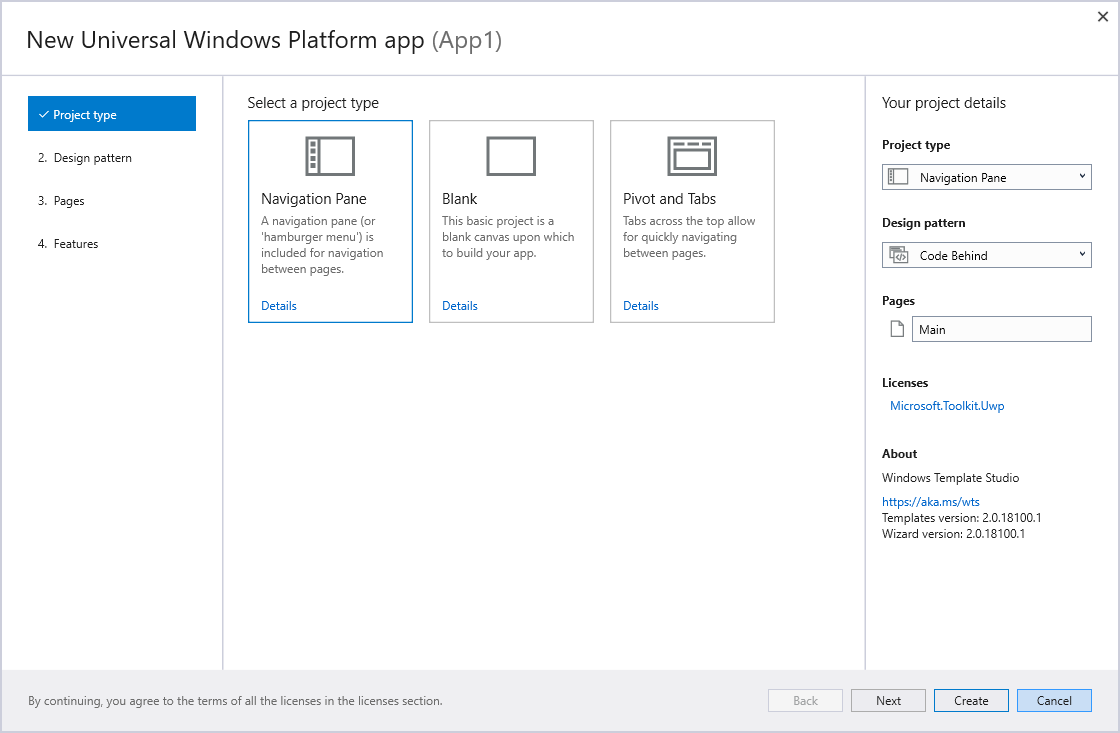 New Universal Windows Platform app (App1)
Project type
2. Design pattern
3. Pages
4. Features
Select a project type
Navigation Pane
A navigation pane (or
'hamburger menu') is
included for navigation
between pages.
Details
Blank
This basic project is a
blank canvas upon which
to build your app.
Details
Pivot and Tabs
Tabs across the top allow
for quickly navigating
between pages.
Details
Your project details
Project type
Navigation Pane
Design pattern
Code Behind
Pages
Main
Licenses
Microsoft.Toolkit.Uwp
About
Windows Template Studio
https://aka.ms/wts
Templates version: 2.0.18100.1
Wizard version: 2.0.18100.1
By continuing, you agree to the terms of all the licenses in the licenses section.
Back
Next
Create
Cancel